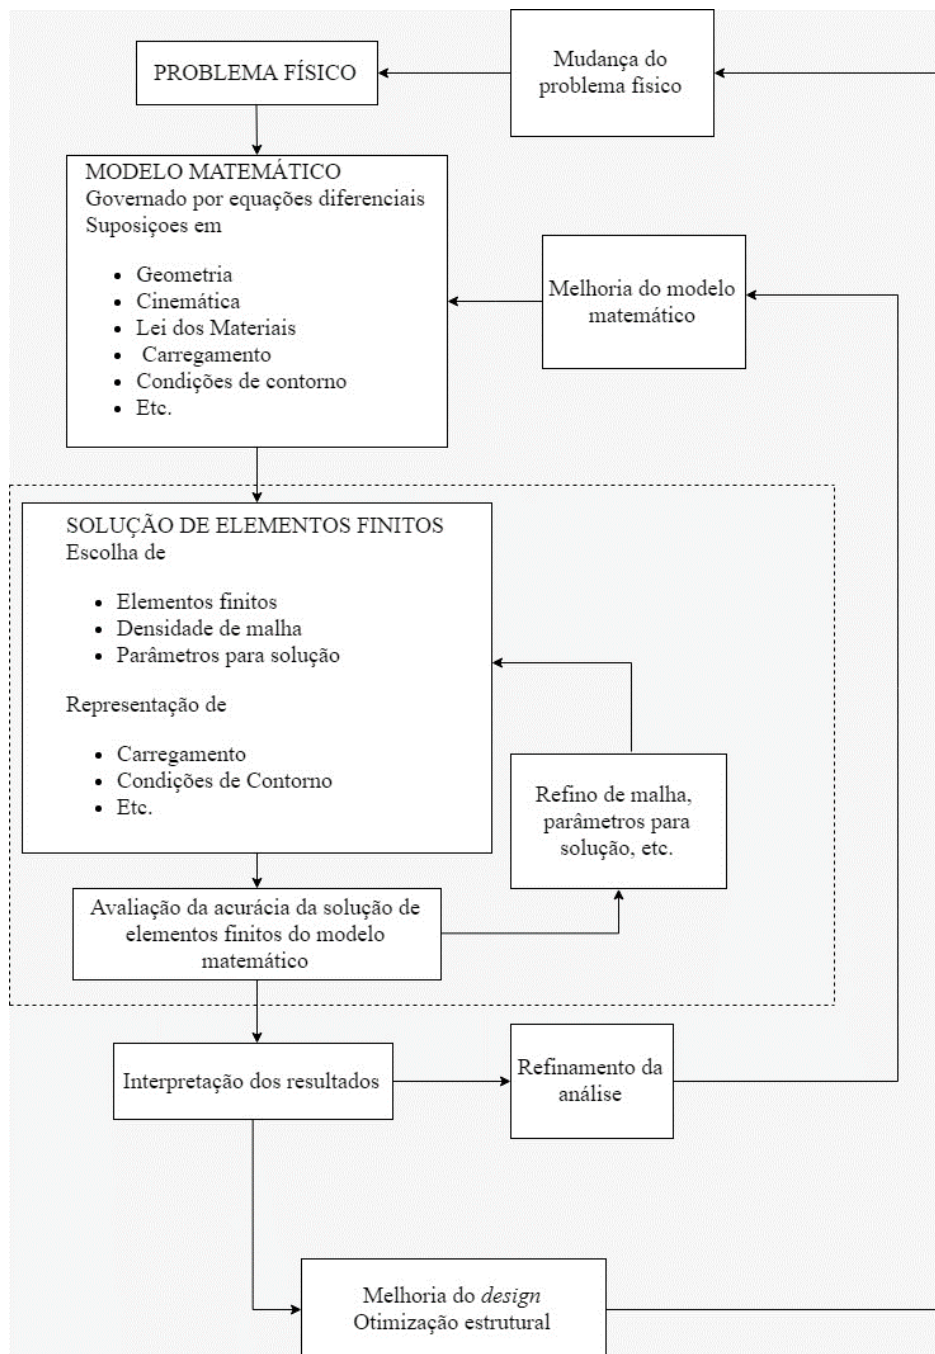 PROBLEMA FÍSICO
Mudança do
problema físico
MODELO MATEMÁTICO
Governado por equações diferenciais
Suposiçoes em
• Geometria
• Cinemática
• Lei dos Materiais
• Carregamento
• Condições de contorno
• Etc.
Melhoria do modelo
matemático
SOLUÇÃO DE ELEMENTOS FINITOS
Escolha de
• Elementos finitos
• Densidade de malha
• Parâmetros para solução
Representação de
• Carregamento
• Condições de Contorno
• Etc.
Refino de malha,
parâmetros para
solução, etc.
Avaliação da acurácia da solução de
elementos finitos do modelo
matemático
Interpretação dos resultados
Refinamento da
análise
Melhoria do design
Otimização estrutural